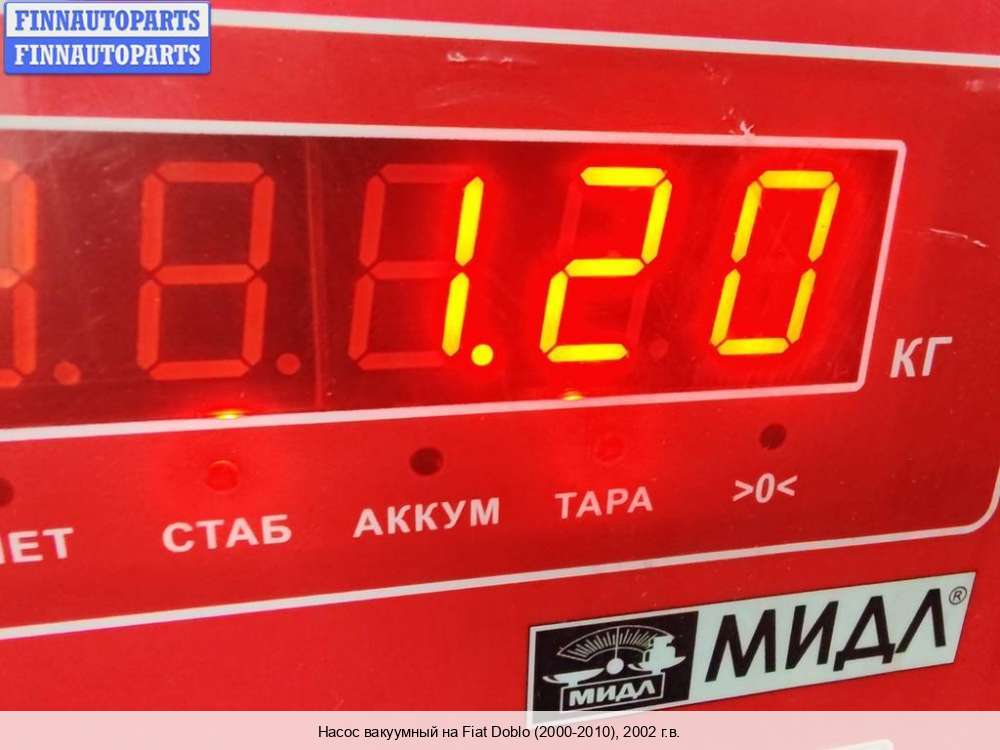 FINNAUTOPARTS
FINNAUTOPARTS
1.20
КГ
СТАБ
АККУМ
ТАРА
>0<
МИДЛ
МИДЛ®
Насос вакуумный на Fiat Doblo (2000-2010), 2002 г.в.